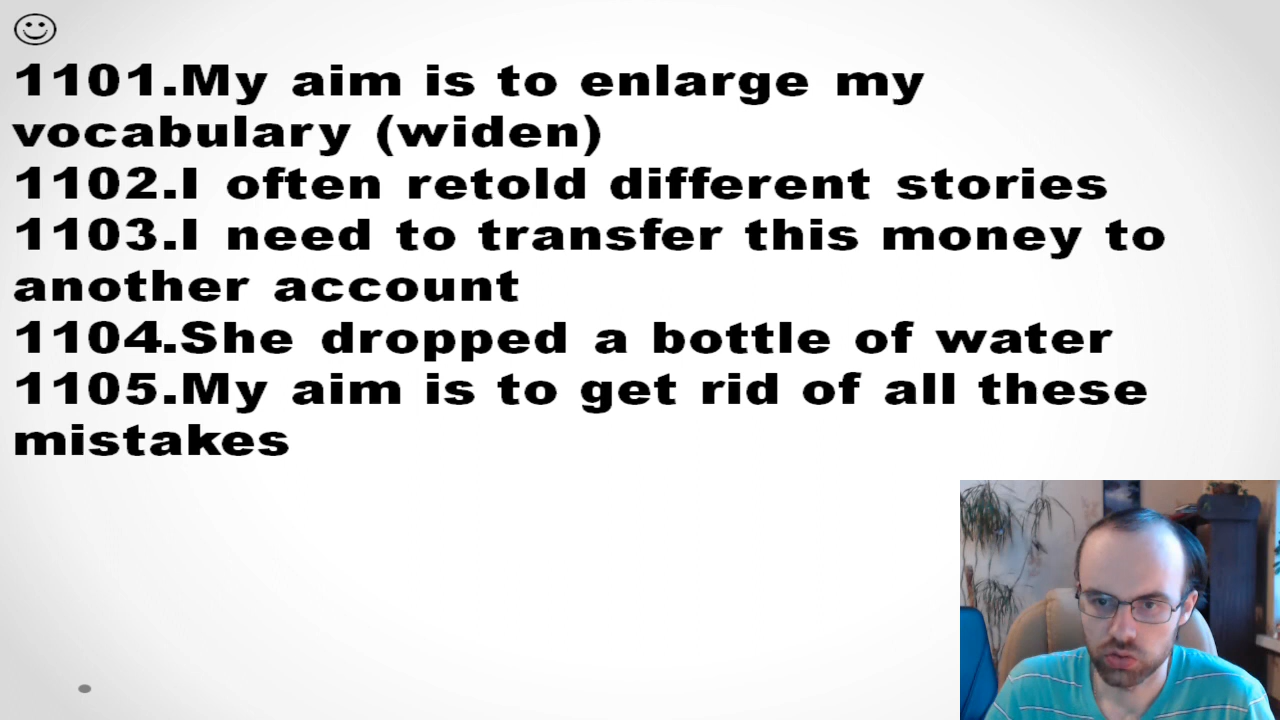 1101.My aim is to enlarge my
vocabulary (widen)
1102.I often retold different stories
1103.I need to transfer this money to
another account
1104.She dropped a bottle of water
1105.My aim is to get rid of all these
mistakes